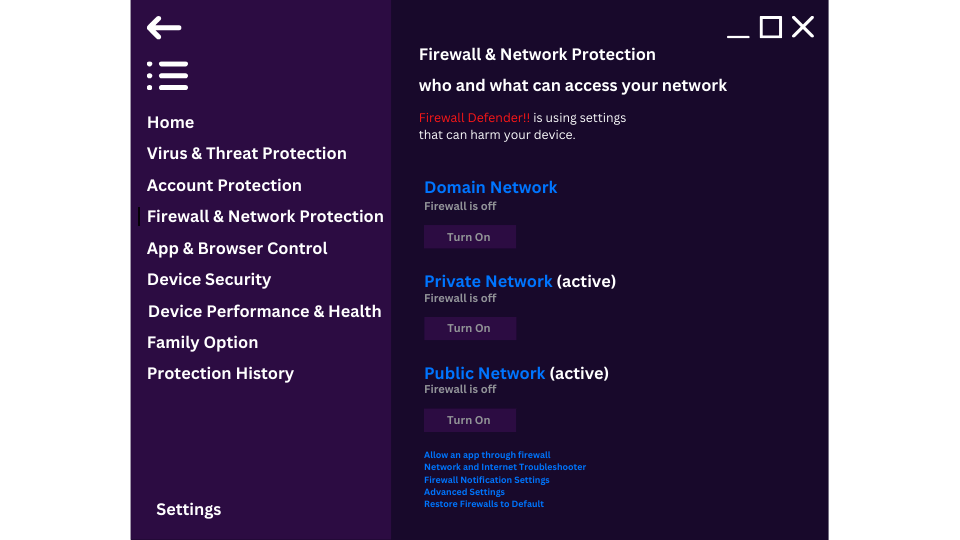 Home
Virus & Threat Protection
Account Protection
Firewall & Network Protection
App & Browser Control
Device Security
Device Performance & Health
Family Option
Protection History
Settings
Firewall & Network Protection
who and what can access your network
Firewall Defender!! is using settings
that can harm your device.
Domain Network
Firewall is off
Turn On
Private Network (active)
Firewall is off
Turn On
Public Network (active)
Firewall is off
Turn On
Allow an app through firewall
Network and Internet Troubleshooter
Firewall Notification Settings
Advanced Settings
Restore Firewalls to Default